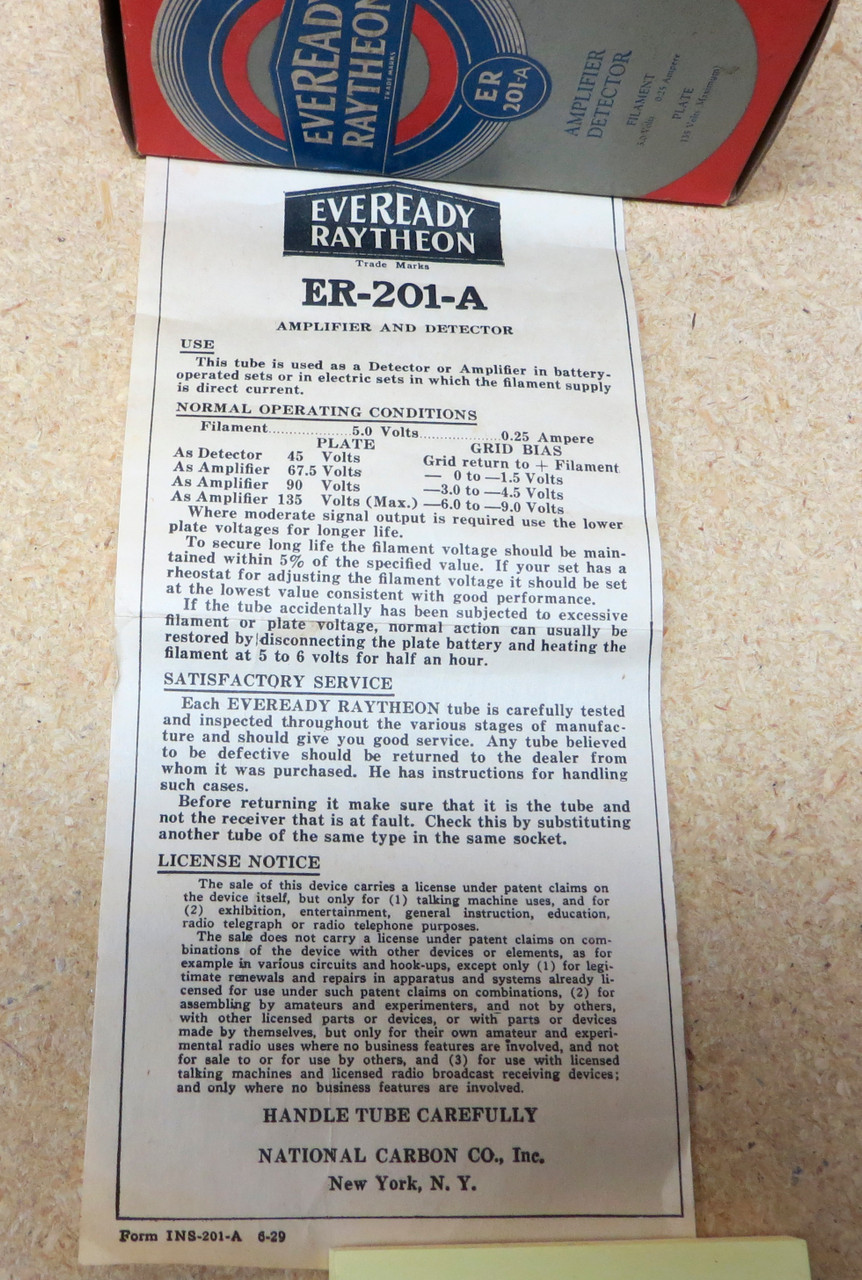 EVEREADY
RAYTHEON
TRADE MARKS
ER
201-A
AMPLIFIER
DETECTOR
FILAMENT
5.0 Volts 0.25 Ampere
PLATE
135 Volts (Maximum)
EVEREADY
RAYTHEON
Trade Marks
ER-201-A
AMPLIFIER AND DETECTOR
USE
This tube is used as a Detector or Amplifier in battery-
operated sets or in electric sets in which the filament supply
is direct current.
NORMAL OPERATING CONDITIONS
Filament....................5.0 Volts...................0.25 Ampere
PLATE GRID BIAS
As Detector 45 Volts Grid return to + Filament
As Amplifier 67.5 Volts — 0 to —1.5 Volts
As Amplifier 90 Volts —3.0 to —4.5 Volts
As Amplifier 135 Volts (Max.) —6.0 to —9.0 Volts
Where moderate signal output is required use the lower
plate voltages for longer life.
To secure long life the filament voltage should be main-
tained within 5% of the specified value. If your set has a
rheostat for adjusting the filament voltage it should be set
at the lowest value consistent with good performance.
If the tube accidentally has been subjected to excessive
filament or plate voltage, normal action can usually be
restored by disconnecting the plate battery and heating the
filament at 5 to 6 volts for half an hour.
SATISFACTORY SERVICE
Each EVEREADY RAYTHEON tube is carefully tested
and inspected throughout the various stages of manufac-
ture and should give you good service. Any tube believed
to be defective should be returned to the dealer from
whom it was purchased. He has instructions for handling
such cases.
Before returning it make sure that it is the tube and
not the receiver that is at fault. Check this by substituting
another tube of the same type in the same socket.
LICENSE NOTICE
The sale of this device carries a license under patent claims on
the device itself, but only for (1) talking machine uses, and for
(2) exhibition, entertainment, general instruction, education,
radio telegraph or radio telephone purposes.
The sale does not carry a license under patent claims on com-
binations of the device with other devices or elements, as for
example in various circuits and hook-ups, except only (1) for legi-
timate renewals and repairs in apparatus and systems already li-
censed for use under such patent claims on combinations, (2) for
assembling by amateurs and experimenters, and not by others,
with other licensed parts or devices, or with parts or devices
made by themselves, but only for their own amateur and experi-
mental radio uses where no business features are involved, and not
for sale to or for use by others, and (3) for use with licensed
talking machines and licensed radio broadcast receiving devices;
and only where no business features are involved.
HANDLE TUBE CAREFULLY
NATIONAL CARBON CO., Inc.
New York, N. Y.
Form INS-201-A 6-29